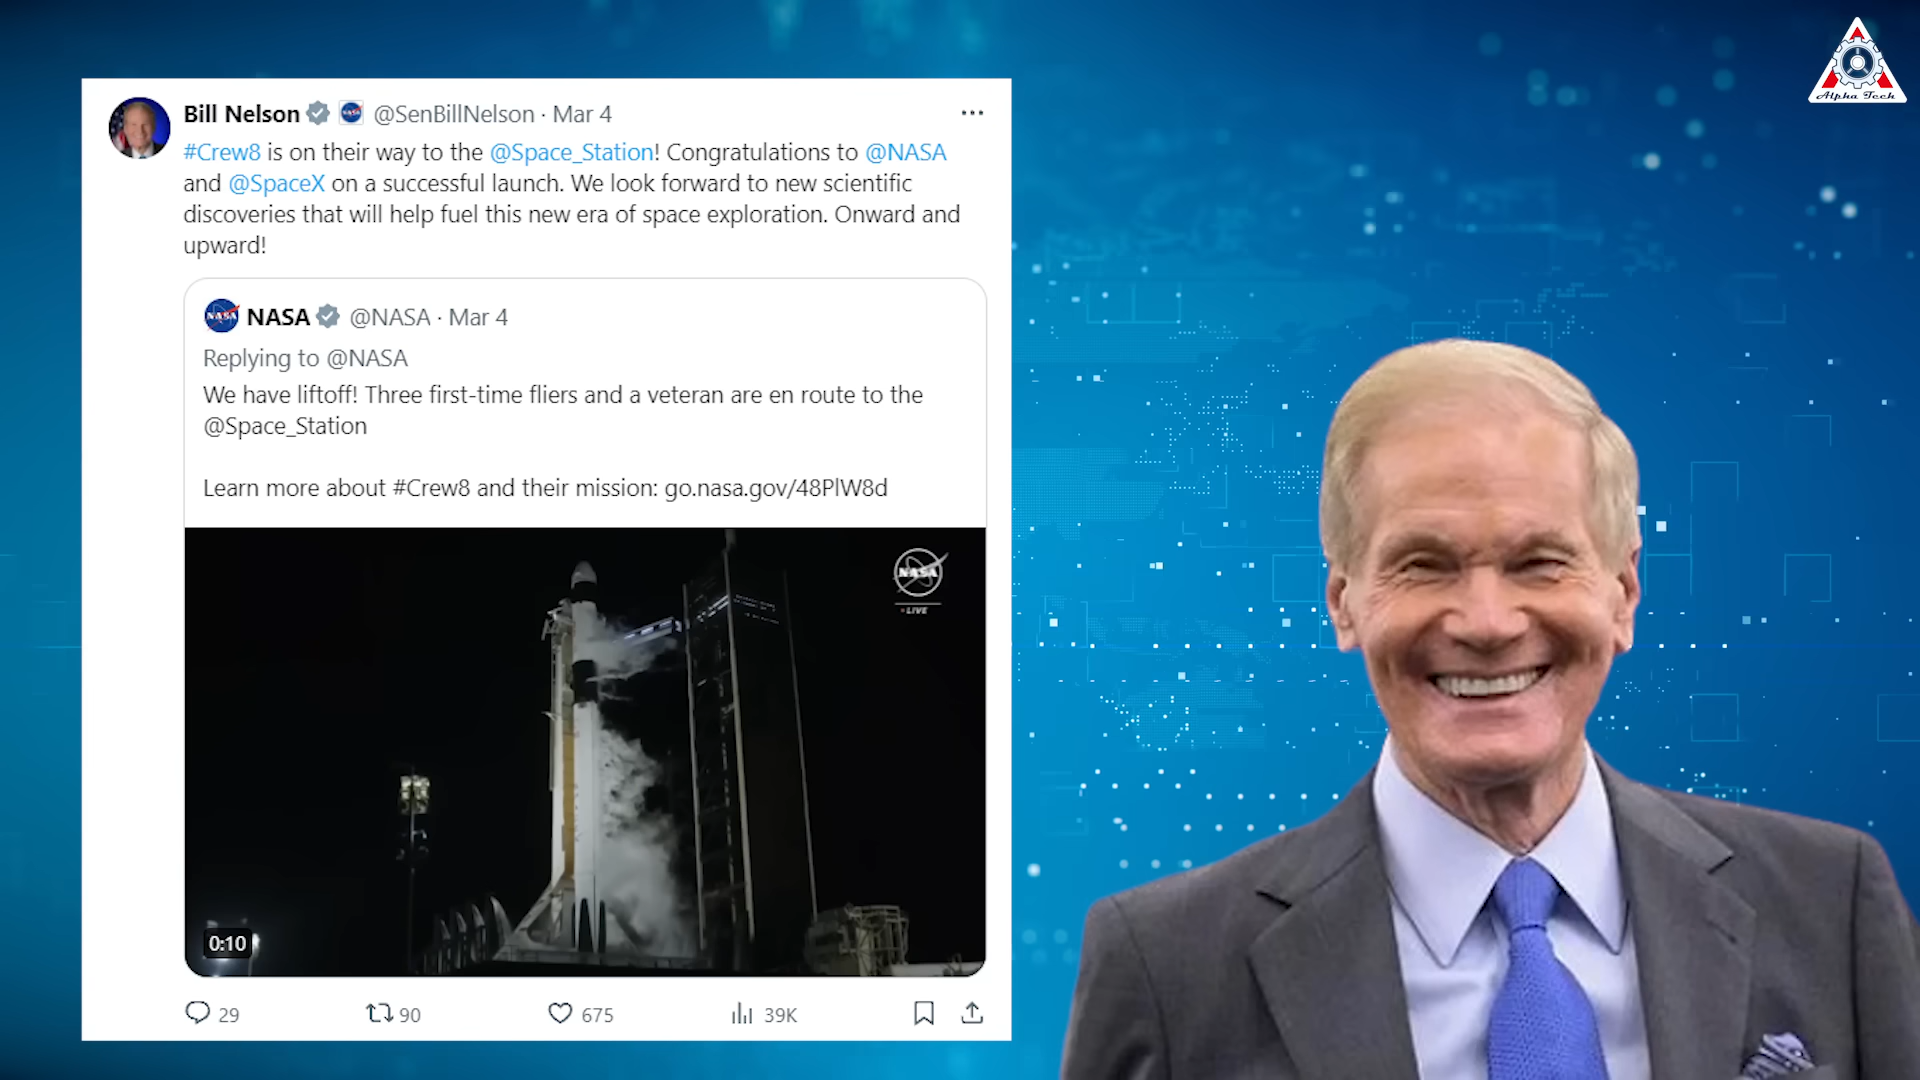 Alpha Tech
Bill Nelson @SenBillNelson · Mar 4
#Crew8 is on their way to the @Space_Station! Congratulations to @NASA
and @SpaceX on a successful launch. We look forward to new scientific
discoveries that will help fuel this new era of space exploration. Onward and
upward!
NASA @NASA · Mar 4
Replying to @NASA
We have liftoff! Three first-time fliers and a veteran are en route to the
@Space_Station
Learn more about #Crew8 and their mission: go.nasa.gov/48PlW8d
NASA
LIVE
0:10
29 90 675 39K